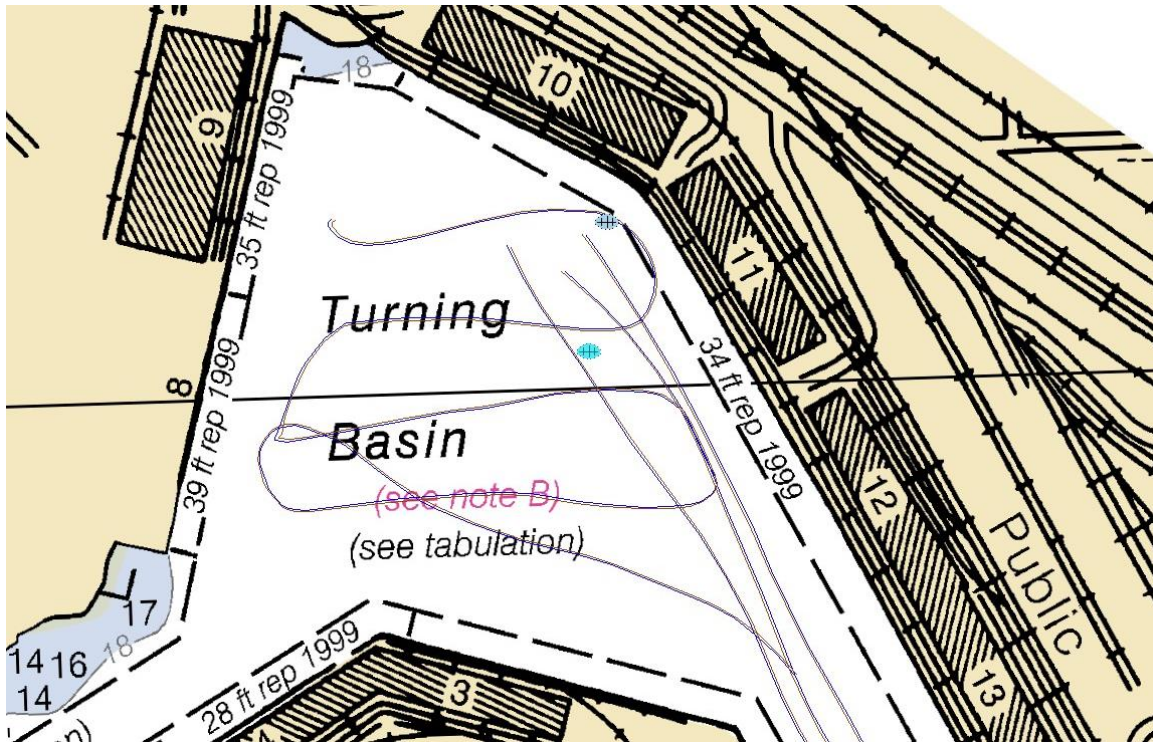 18
10
9
35 ft rep 1999
11
Turning
34 ft rep 1999
8
39 ft rep 1999
Basin
(see note B)
(see tabulation)
12
Public
17
18
14 16
14
28 ft rep 1999
3
13